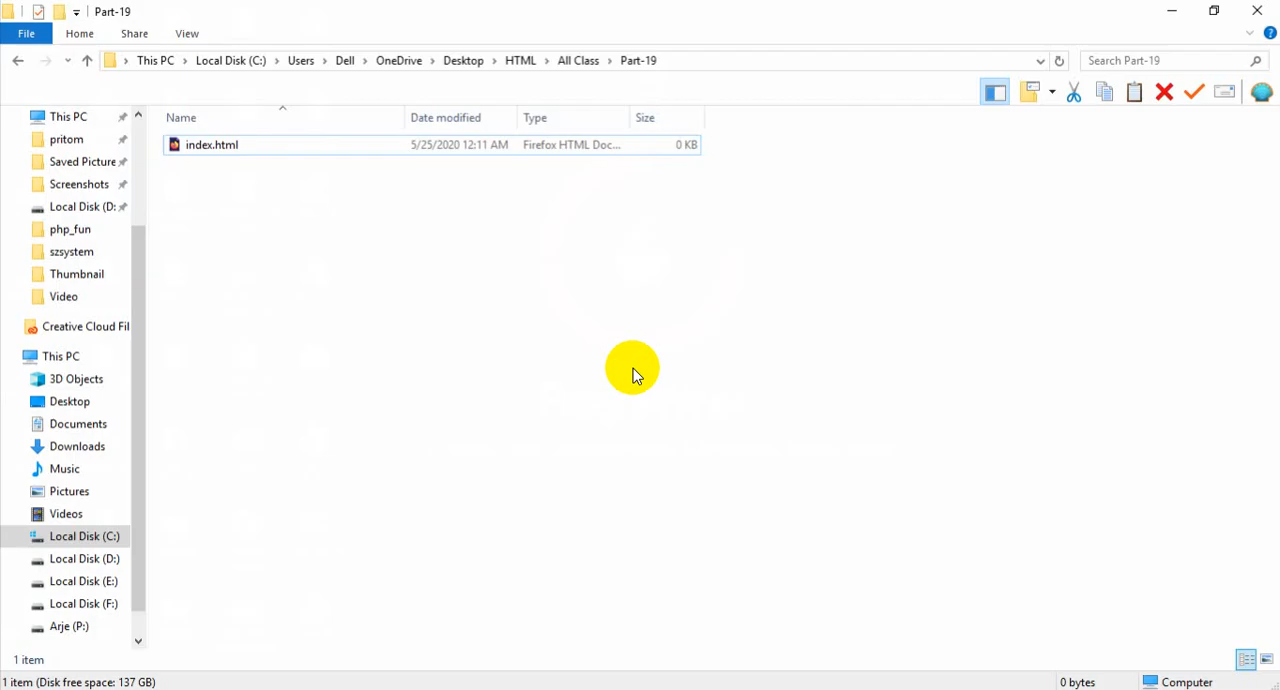 Part-19
File Home Share View
This PC Local Disk (C:) Users Dell OneDrive Desktop HTML All Class Part-19 Search Part-19
Name Date modified Type Size
index.html 5/25/2020 12:11 AM Firefox HTML Doc... 0 KB
This PC
pritom
Saved Picture
Screenshots
Local Disk (D:
php_fun
szsystem
Thumbnail
Video
Creative Cloud Fil
This PC
3D Objects
Desktop
Documents
Downloads
Music
Pictures
Videos
Local Disk (C:)
Local Disk (D:)
Local Disk (E:)
Local Disk (F:)
Arje (P:)
1 item
1 item (Disk free space: 137 GB) 0 bytes Computer